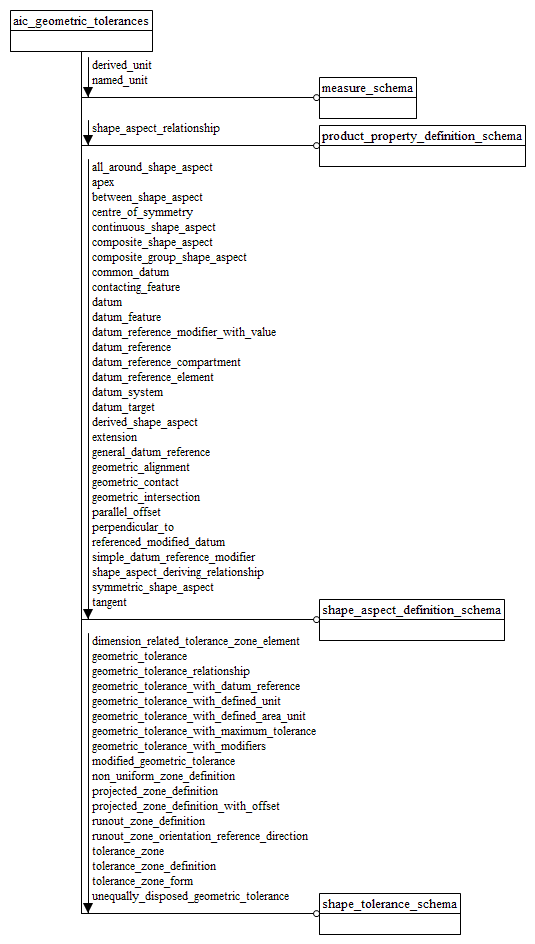 aic_geometric_tolerances
derived_unit
named_unit
measure_schema
shape_aspect_relationship
product_property_definition_schema
all_around_shape_aspect
apex
between_shape_aspect
centre_of_symmetry
continuous_shape_aspect
composite_shape_aspect
composite_group_shape_aspect
common_datum
contacting_feature
datum
datum_feature
datum_reference_modifier_with_value
datum_reference
datum_reference_compartment
datum_reference_element
datum_system
datum_target
derived_shape_aspect
extension
general_datum_reference
geometric_alignment
geometric_contact
geometric_intersection
parallel_offset
perpendicular_to
referenced_modified_datum
simple_datum_reference_modifier
shape_aspect_deriving_relationship
symmetric_shape_aspect
tangent
shape_aspect_definition_schema
dimension_related_tolerance_zone_element
geometric_tolerance
geometric_tolerance_relationship
geometric_tolerance_with_datum_reference
geometric_tolerance_with_defined_unit
geometric_tolerance_with_defined_area_unit
geometric_tolerance_with_maximum_tolerance
geometric_tolerance_with_modifiers
modified_geometric_tolerance
non_uniform_zone_definition
projected_zone_definition
projected_zone_definition_with_offset
runout_zone_definition
runout_zone_orientation_reference_direction
tolerance_zone
tolerance_zone_definition
tolerance_zone_form
unequally_disposed_geometric_tolerance
shape_tolerance_schema